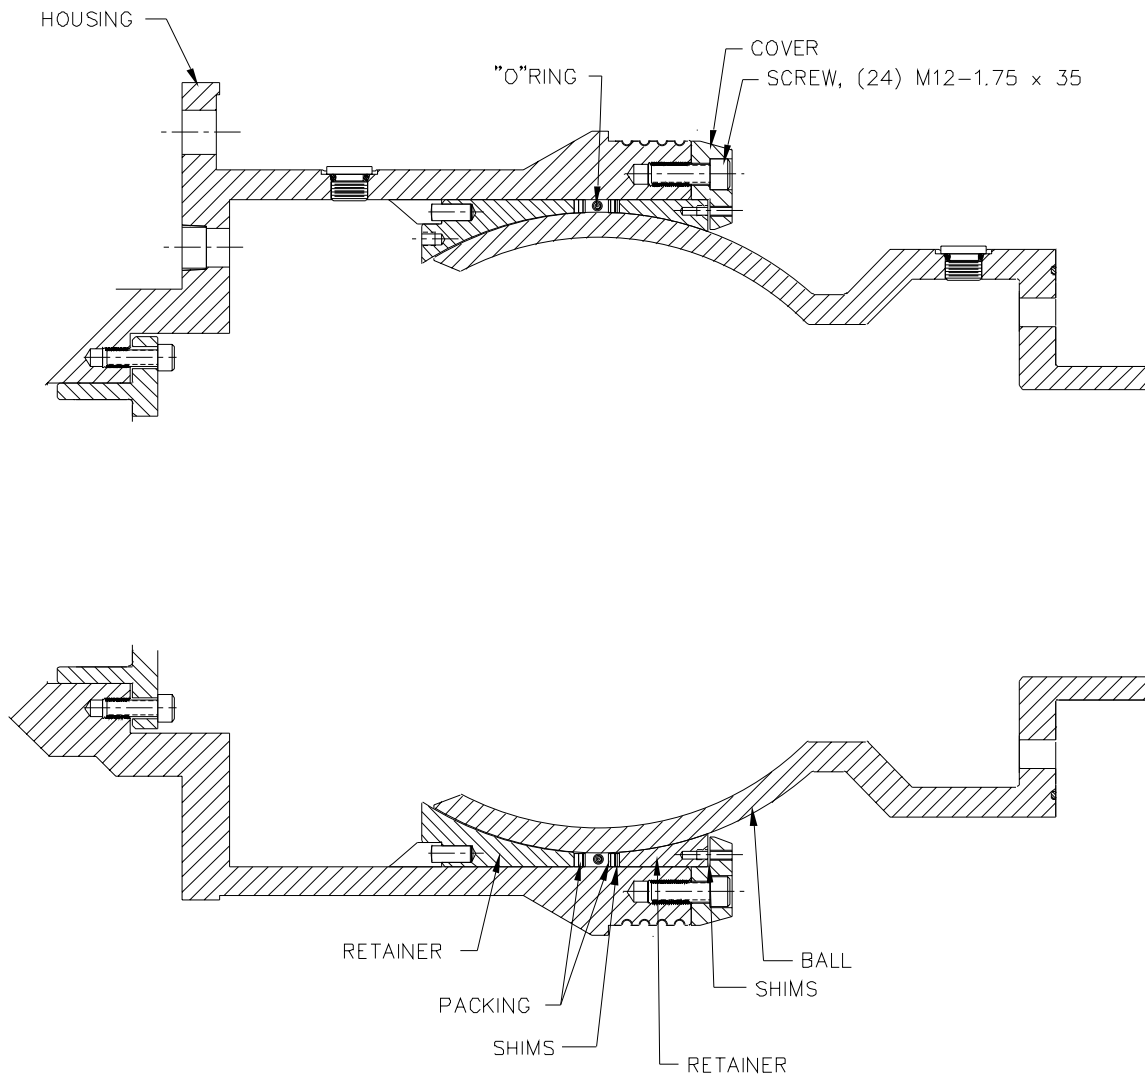 HOUSING
COVER
"O"RING
SCREW, (24) M12-1.75 x 35
RETAINER
BALL
SHIMS
PACKING
SHIMS
RETAINER